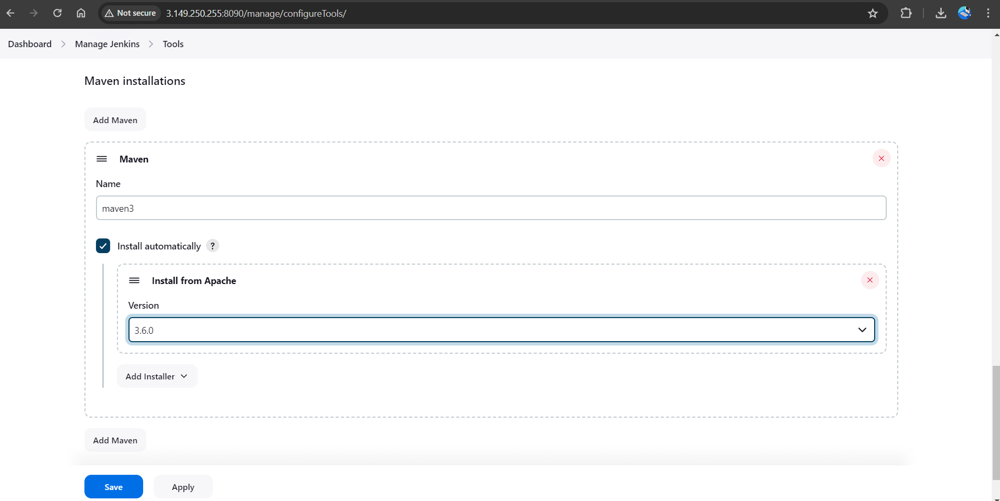 Not secure 3.149.250.255:8090/manage/configureTools/
Dashboard Manage Jenkins Tools
Maven installations
Add Maven
Maven
Name
maven3
Install automatically ?
Install from Apache
Version
3.6.0
Add Installer
Add Maven
Save Apply